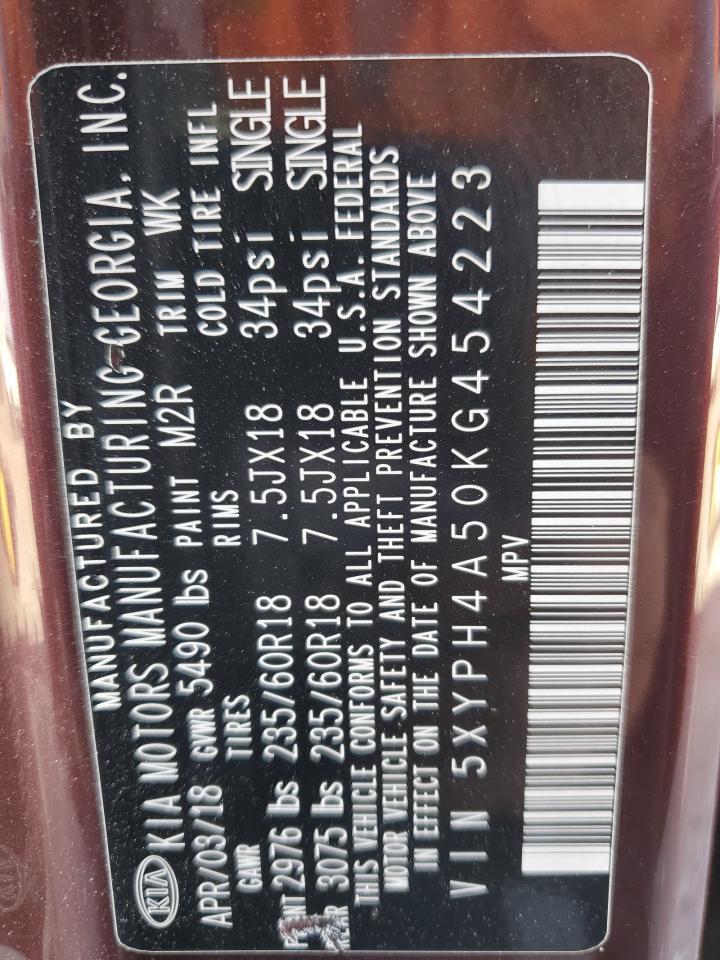 MANUFACTURED BY
KIA KIA MOTORS MANUFACTURING GEORGIA, INC.
APR/03/18 GVWR 5490 lbs PAINT M2R TRIM WK
GAWR TIRES RIMS COLD TIRE INFL
2976 lbs 235/60R18 7.5JX18 34psi SINGLE
3075 lbs 235/60R18 7.5JX18 34psi SINGLE
THIS VEHICLE CONFORMS TO ALL APPLICABLE U.S.A. FEDERAL
MOTOR VEHICLE SAFETY AND THEFT PREVENTION STANDARDS
IN EFFECT ON THE DATE OF MANUFACTURE SHOWN ABOVE
VIN 5XYPH4A50KG454223
MPV